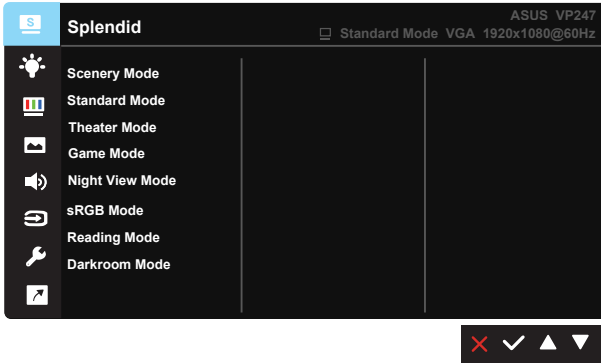 S
Splendid
ASUS VP247
Standard Mode VGA 1920x1080@60Hz
Scenery Mode
Standard Mode
Theater Mode
Game Mode
Night View Mode
sRGB Mode
Reading Mode
Darkroom Mode